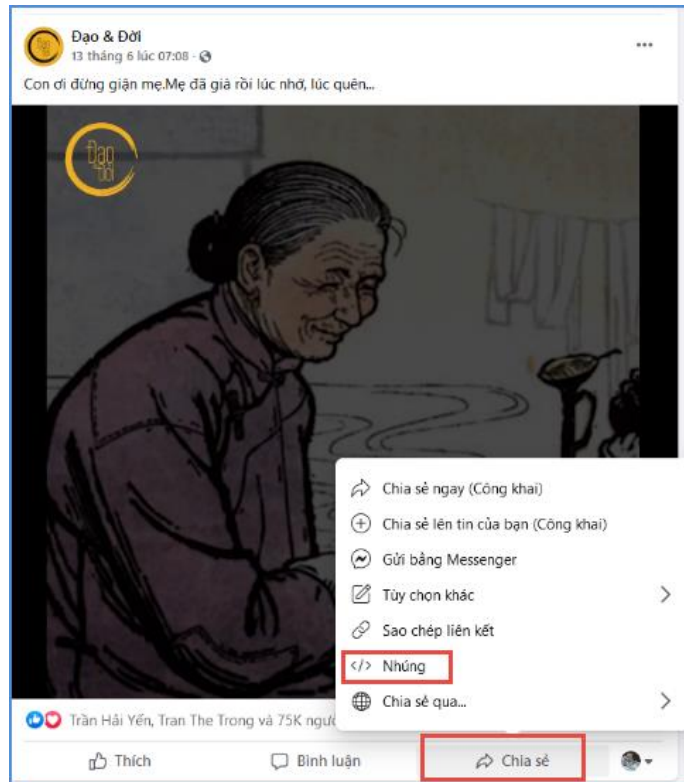 Đạo & Đời
13 tháng 6 lúc 07:08 ·
Con ơi đừng giận mẹ.Mẹ đã già rồi lúc nhớ, lúc quên...
Đạo
Đời
Chia sẻ ngay (Công khai)
Chia sẻ lên tin của bạn (Công khai)
Gửi bằng Messenger
Tùy chọn khác
Sao chép liên kết
</> Nhúng
Chia sẻ qua...
Trần Hải Yến, Tran The Trong và 75K ngư
Thích
Bình luận
Chia sẻ